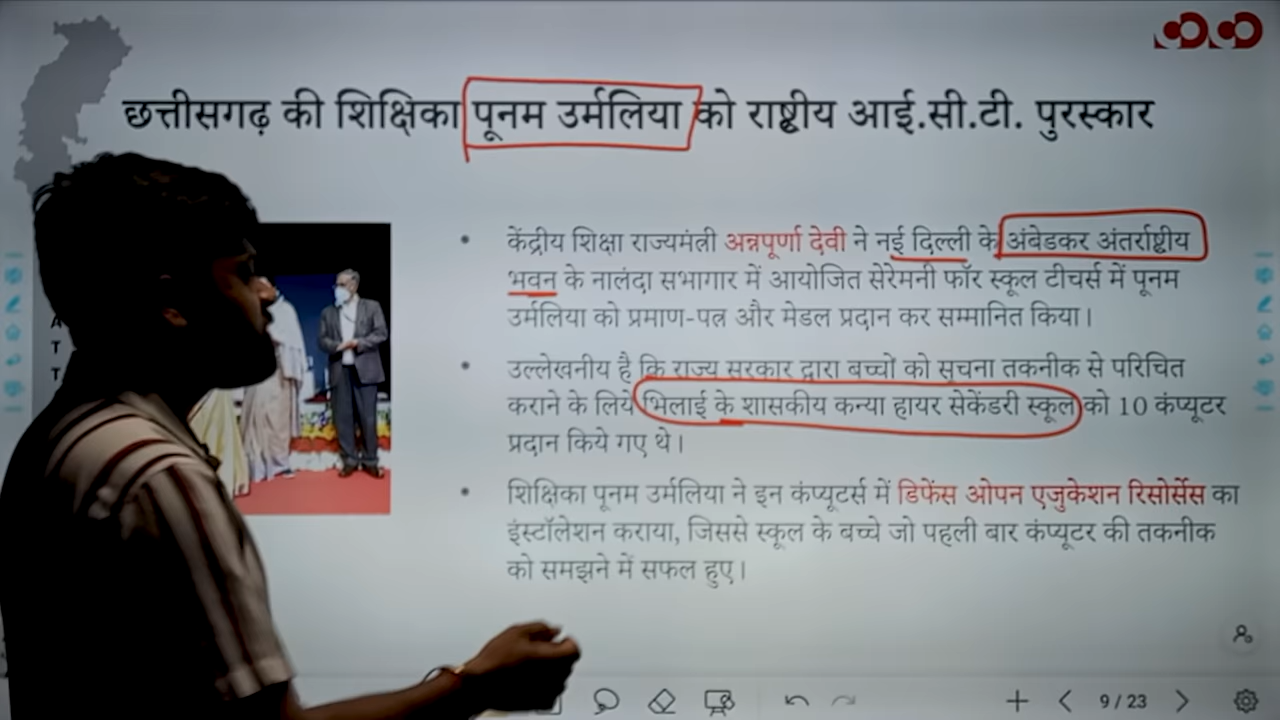 छत्तीसगढ़ की शिक्षिका पूनम उर्मलिया को राष्ट्रीय आई.सी.टी. पुरस्कार
• केंद्रीय शिक्षा राज्यमंत्री अन्नपूर्णा देवी ने नई दिल्ली के अंबेडकर अंतर्राष्ट्रीय
भवन के नालंदा सभागार में आयोजित सेरेमनी फॉर स्कूल टीचर्स में पूनम
उर्मलिया को प्रमाण-पत्र और मेडल प्रदान कर सम्मानित किया।
• उल्लेखनीय है कि राज्य सरकार द्वारा बच्चों को सूचना तकनीक से परिचित
कराने के लिये भिलाई के शासकीय कन्या हायर सेकेंडरी स्कूल को 10 कंप्यूटर
प्रदान किये गए थे।
• शिक्षिका पूनम उर्मलिया ने इन कंप्यूटर्स में डिफेंस ओपन एजुकेशन रिसोर्सेस का
इंस्टॉलेशन कराया, जिससे स्कूल के बच्चे जो पहली बार कंप्यूटर की तकनीक
को समझने में सफल हुए।
A
T
T
9 / 23